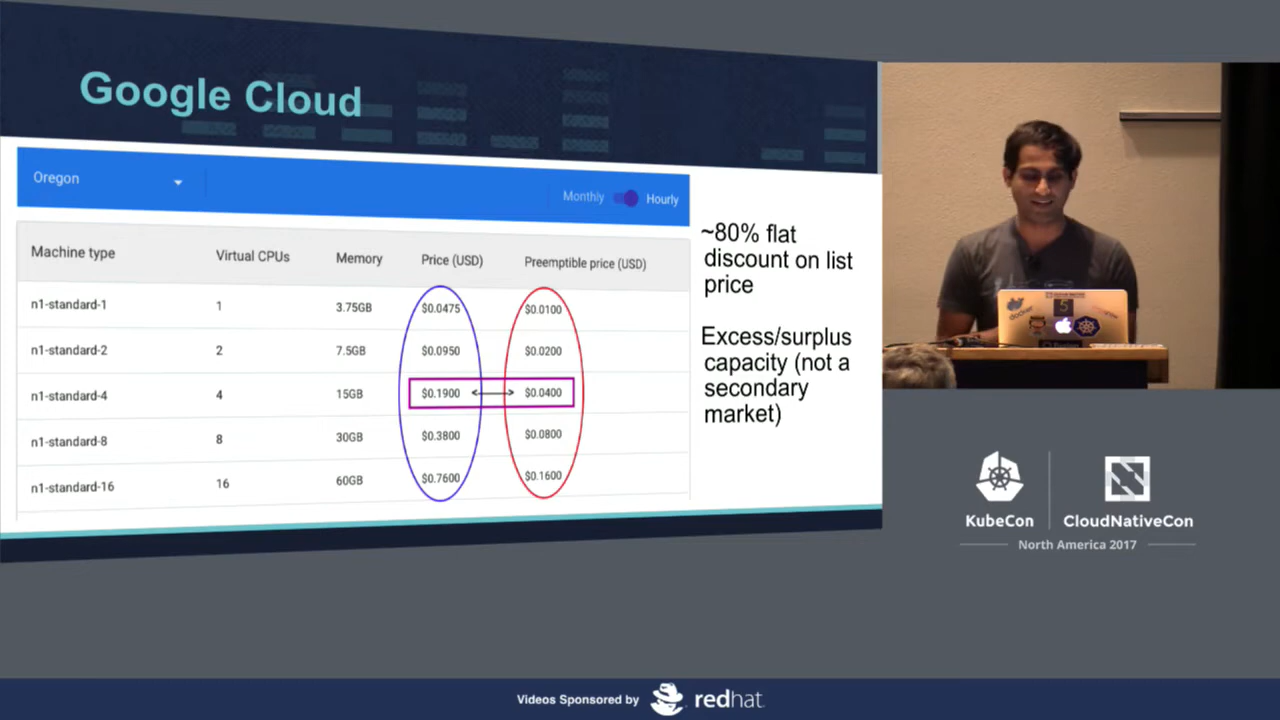 Google Cloud
Oregon
Monthly
Hourly
Machine type Virtual CPUs Memory Price (USD) Preemptible price (USD)
n1-standard-1 1 3.75GB $0.0475 $0.0100
n1-standard-2 2 7.5GB $0.0950 $0.0200
n1-standard-4 4 15GB $0.1900 $0.0400
n1-standard-8 8 30GB $0.3800 $0.0800
n1-standard-16 16 60GB $0.7600 $0.1600
~80% flat
discount on list
price
Excess/surplus
capacity (not a
secondary
market)
docker
5
KubeCon
CloudNativeCon
North America 2017
Videos Sponsored by
redhat